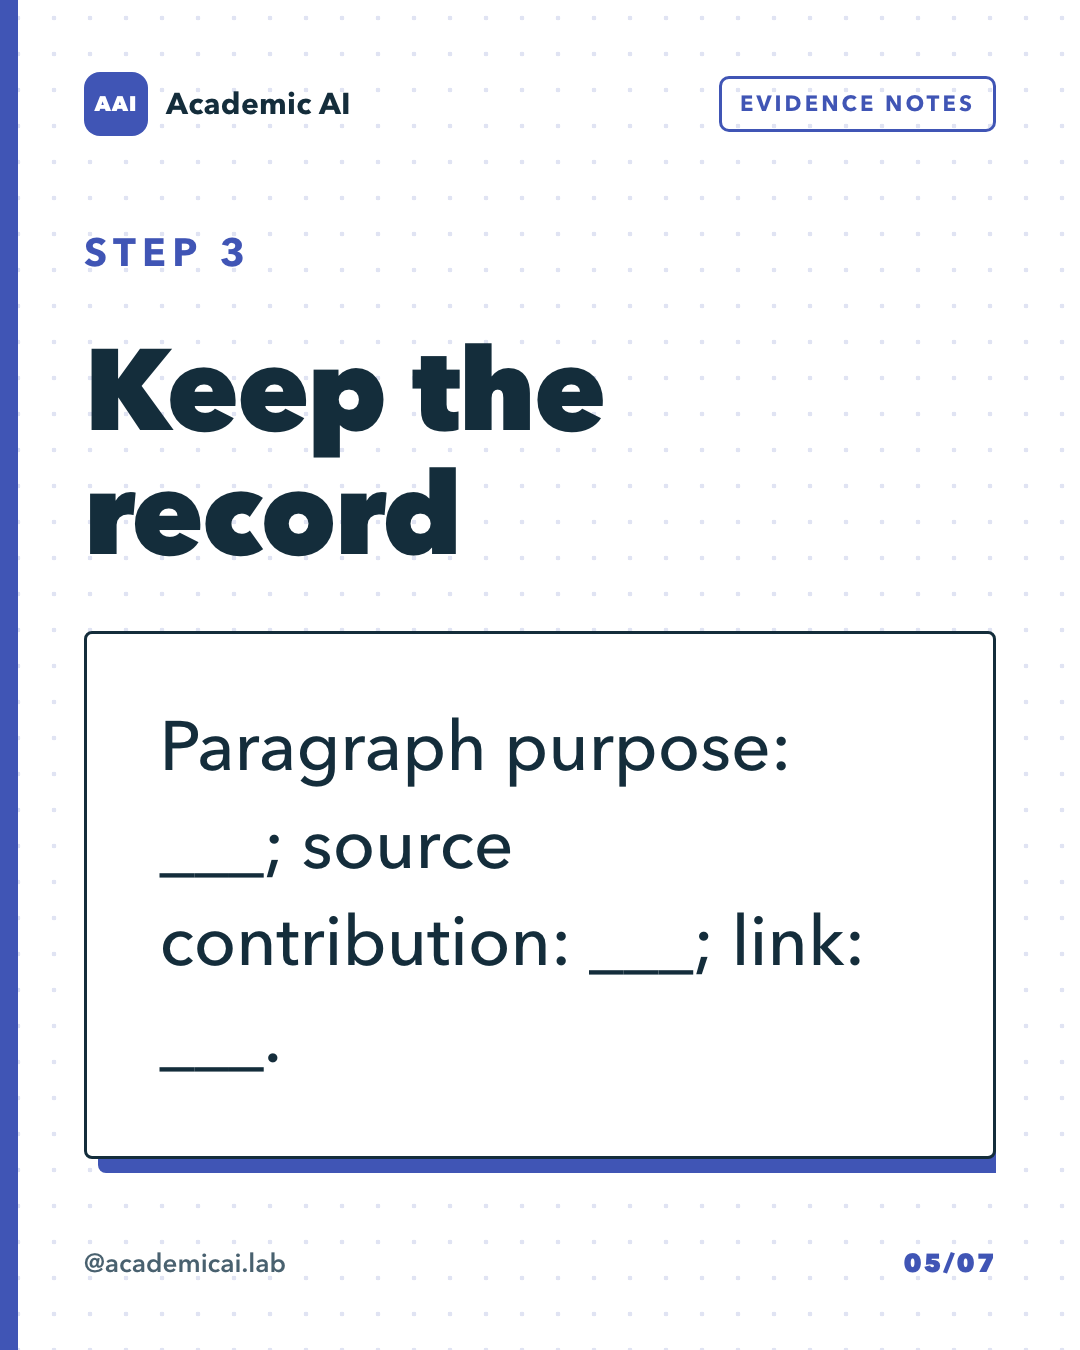 AAI Academic AI
EVIDENCE NOTES
STEP 3
Keep the
record
Paragraph purpose:
___; source
contribution: ___; link:
___.
@academicai.lab
05/07